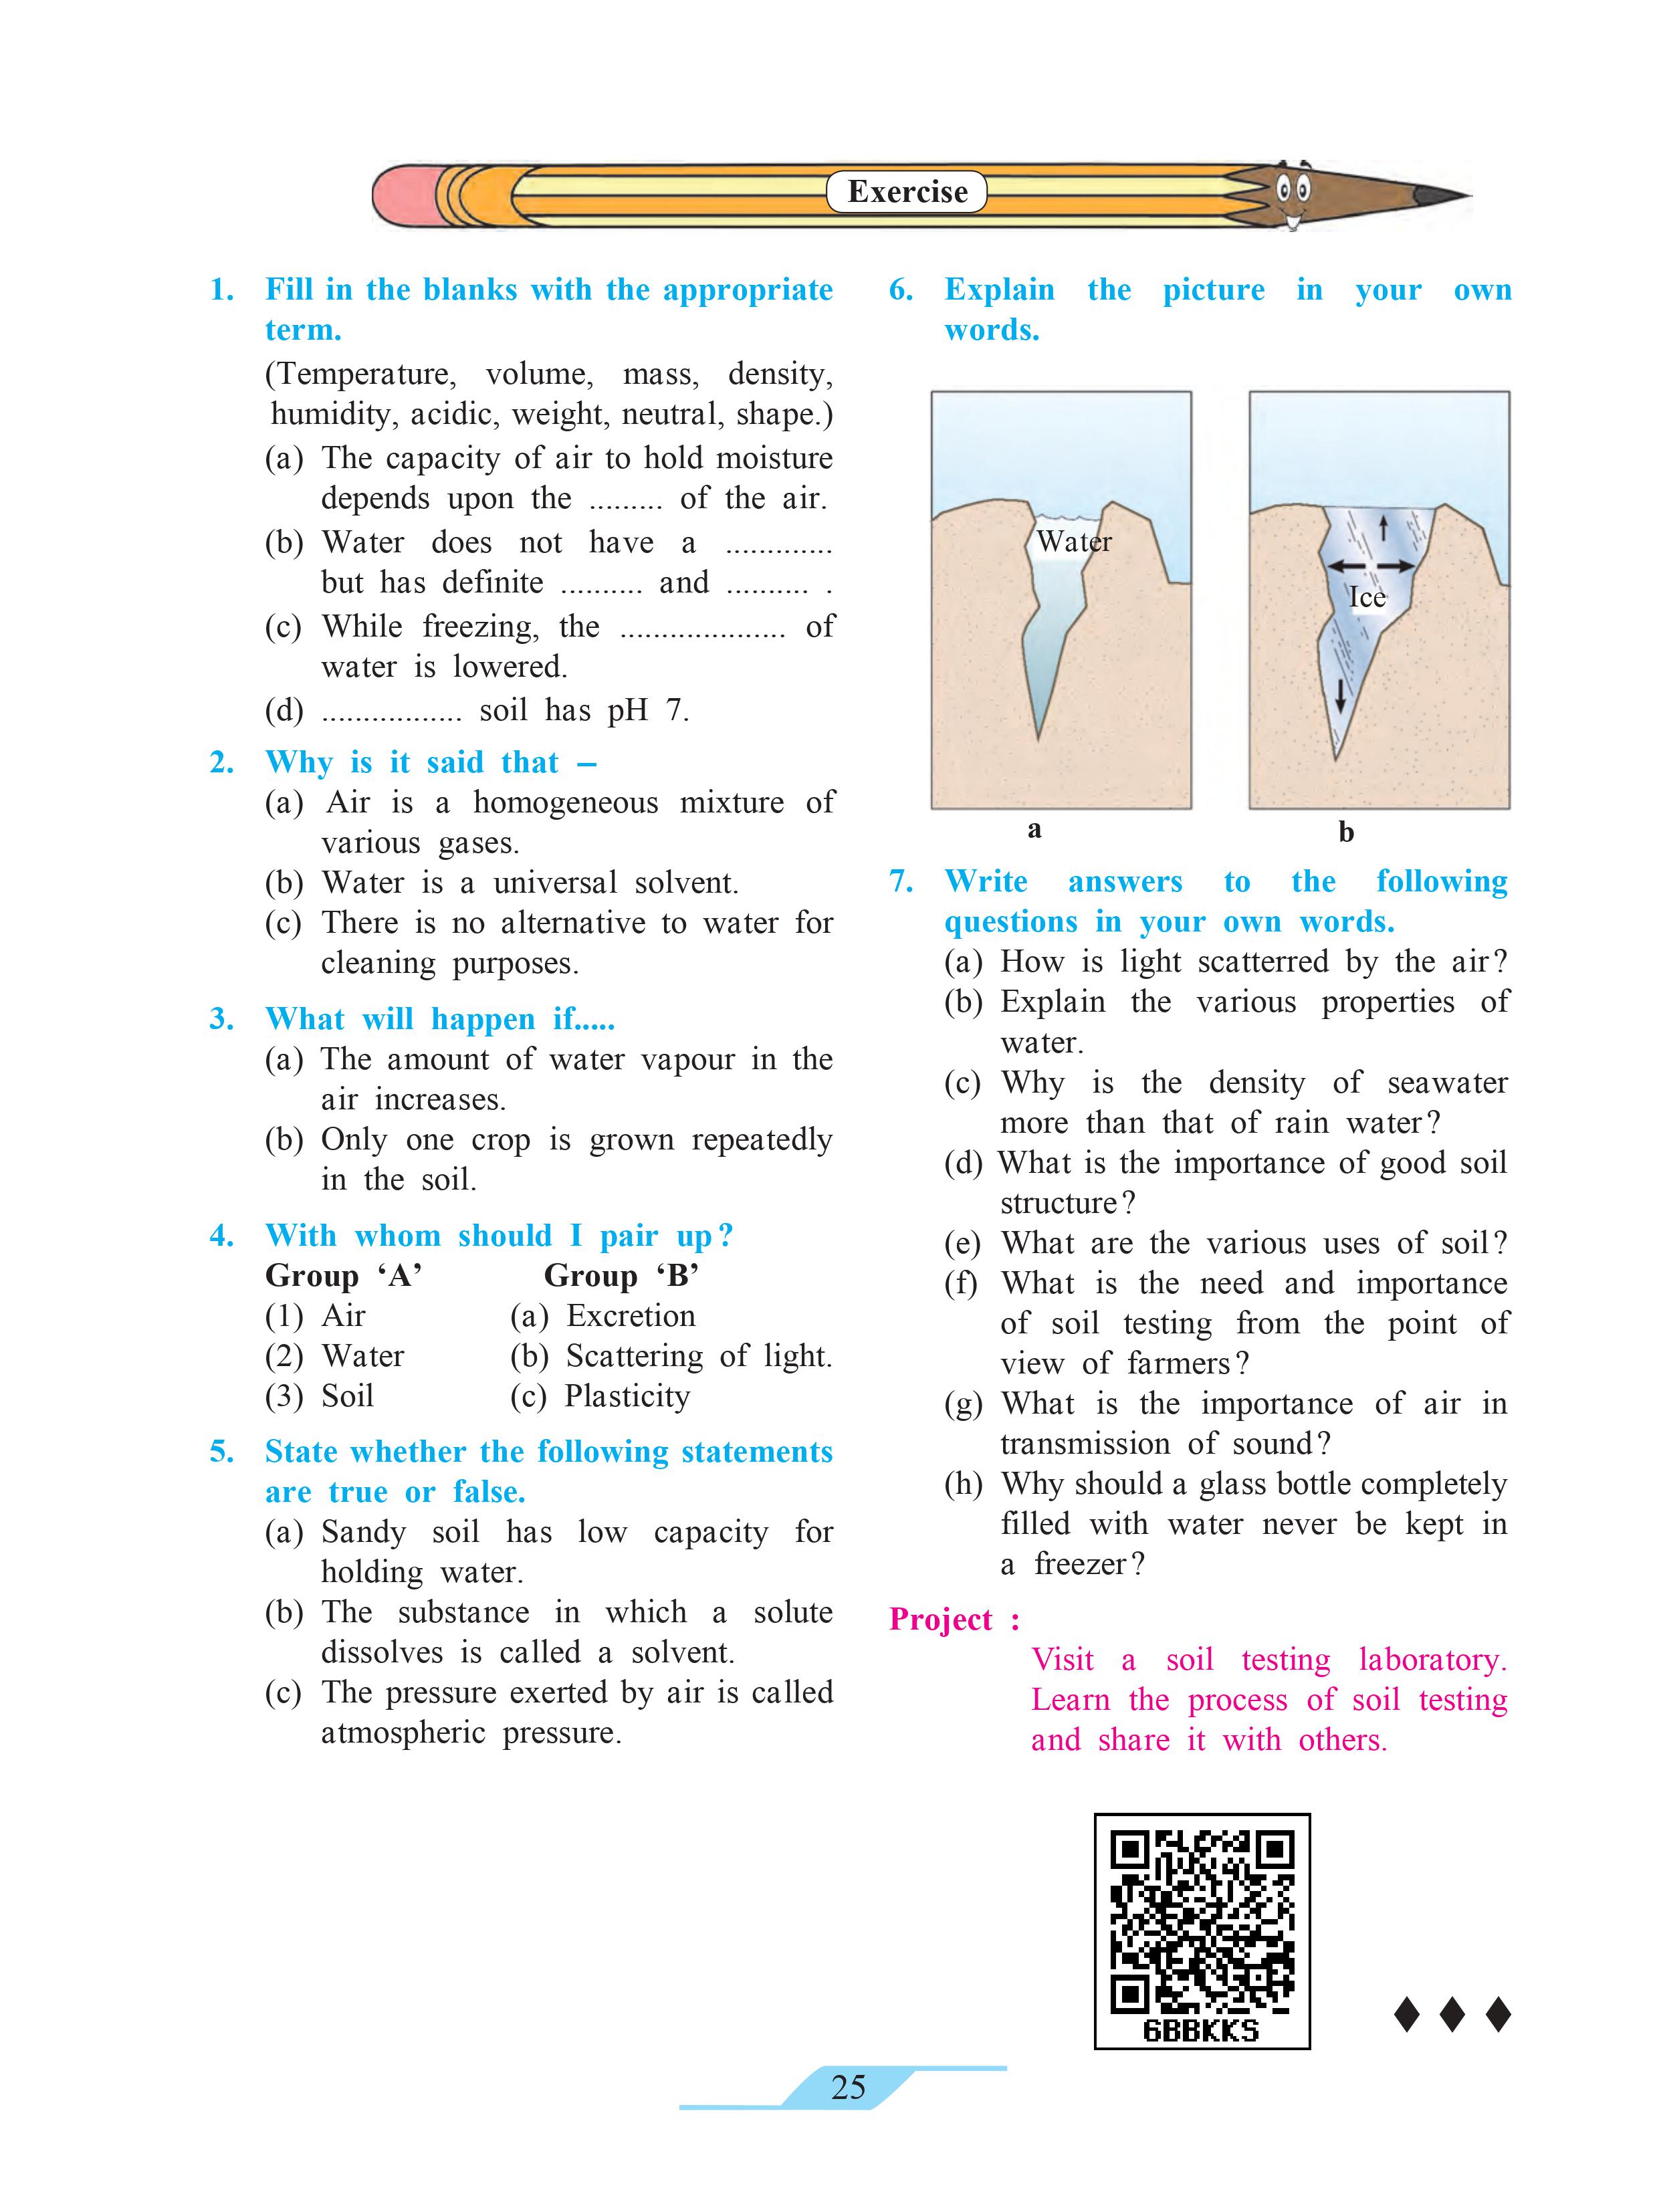 Exercise
1. Fill in the blanks with the appropriate
term.
(Temperature, volume, mass, density,
humidity, acidic, weight, neutral, shape.)
(a) The capacity of air to hold moisture
depends upon the ......... of the air.
(b) Water does not have a .............
but has definite .......... and .......... .
(c) While freezing, the .................... of
water is lowered.
(d) ................. soil has pH 7.
2. Why is it said that –
(a) Air is a homogeneous mixture of
various gases.
(b) Water is a universal solvent.
(c) There is no alternative to water for
cleaning purposes.
3. What will happen if.....
(a) The amount of water vapour in the
air increases.
(b) Only one crop is grown repeatedly
in the soil.
4. With whom should I pair up?
Group ‘A’ Group ‘B’
(1) Air (a) Excretion
(2) Water (b) Scattering of light.
(3) Soil (c) Plasticity
5. State whether the following statements
are true or false.
(a) Sandy soil has low capacity for
holding water.
(b) The substance in which a solute
dissolves is called a solvent.
(c) The pressure exerted by air is called
atmospheric pressure.
6. Explain the picture in your own
words.
Water
Ice
a b
7. Write answers to the following
questions in your own words.
(a) How is light scatterred by the air?
(b) Explain the various properties of
water.
(c) Why is the density of seawater
more than that of rain water?
(d) What is the importance of good soil
structure?
(e) What are the various uses of soil?
(f) What is the need and importance
of soil testing from the point of
view of farmers?
(g) What is the importance of air in
transmission of sound?
(h) Why should a glass bottle completely
filled with water never be kept in
a freezer?
Project :
Visit a soil testing laboratory.
Learn the process of soil testing
and share it with others.
6BBKKS
25